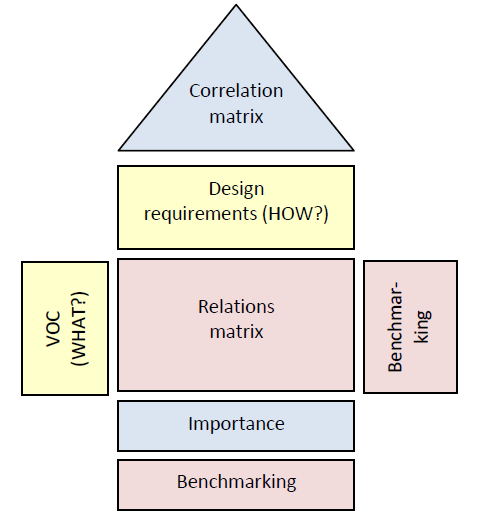 Correlation
matrix
Design
requirements (HOW?)
VOC
(WHAT?)
Relations
matrix
Benchmar-
king
Importance
Benchmarking